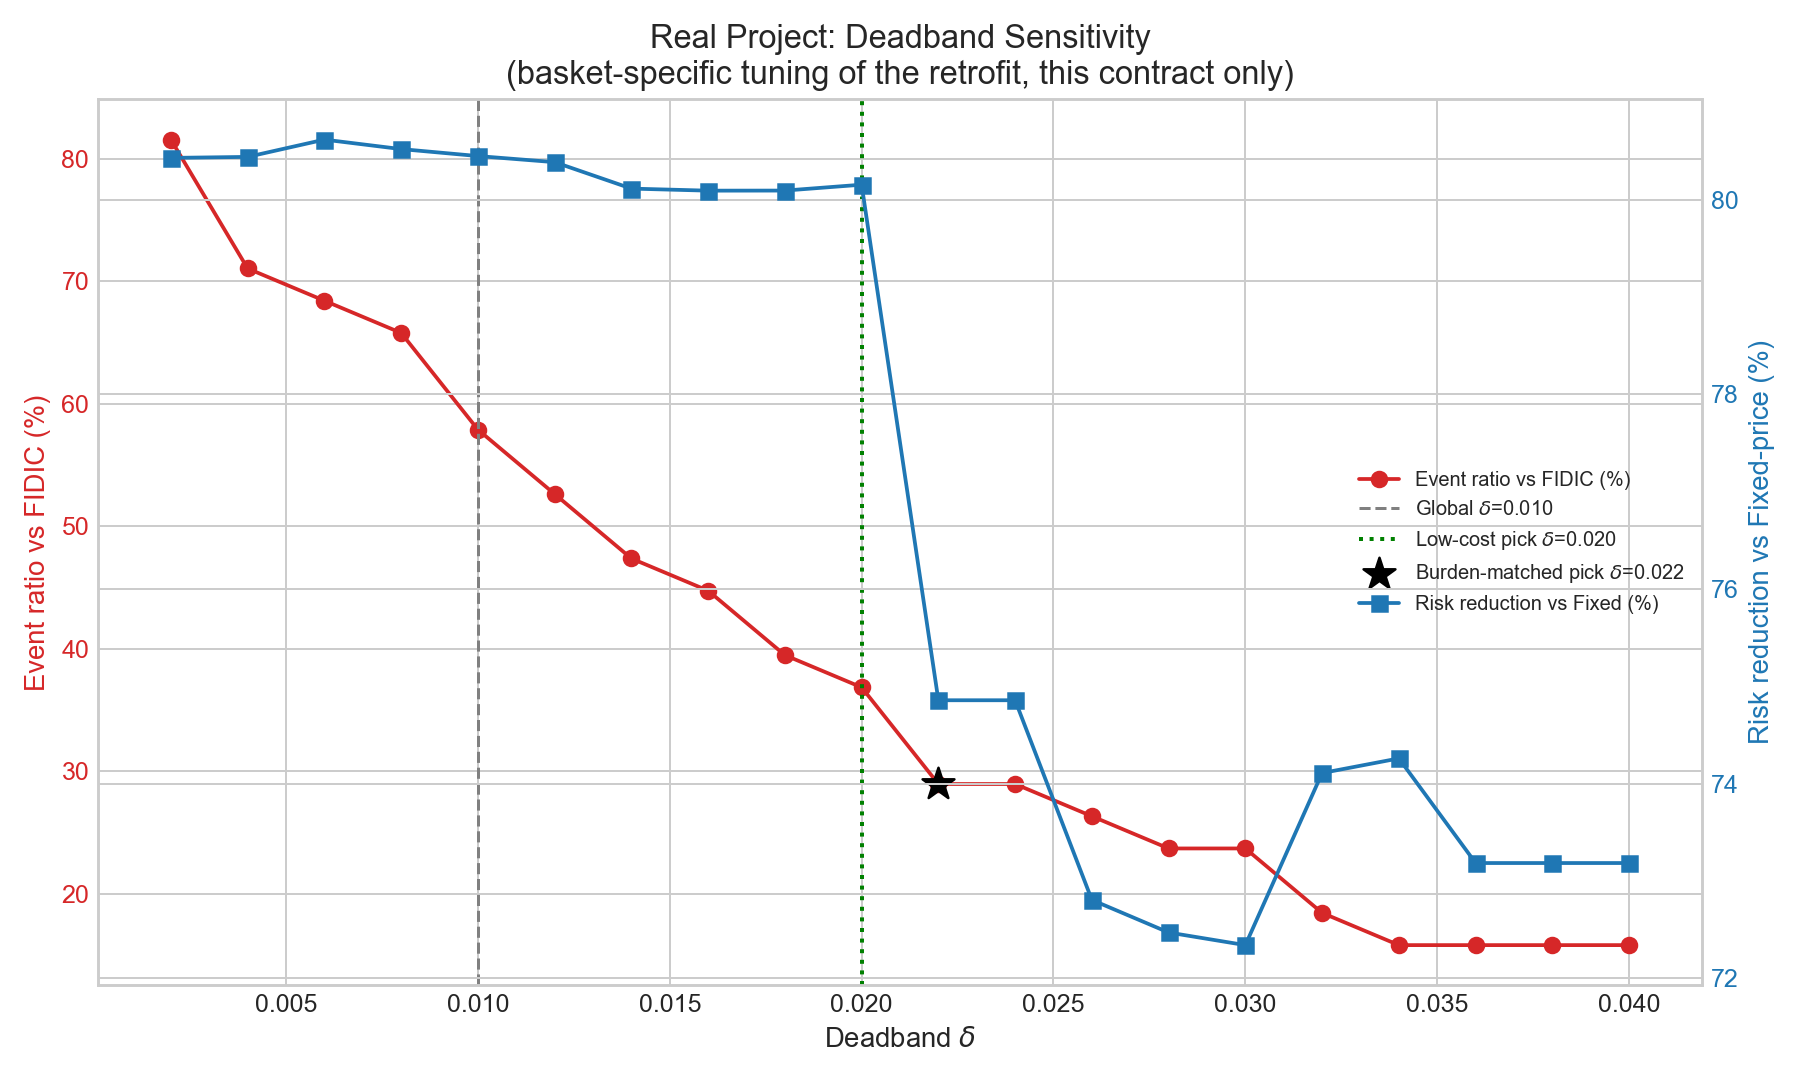 Real Project: Deadband Sensitivity
(basket-specific tuning of the retrofit, this contract only)
Event ratio vs FIDIC (%)
80
70
60
50
40
30
20
Risk reduction vs Fixed-price (%)
80
78
76
74
72
Event ratio vs FIDIC (%)
Global δ=0.010
Low-cost pick δ=0.020
Burden-matched pick δ=0.022
Risk reduction vs Fixed (%)
0.005 0.010 0.015 0.020 0.025 0.030 0.035 0.040
Deadband δ